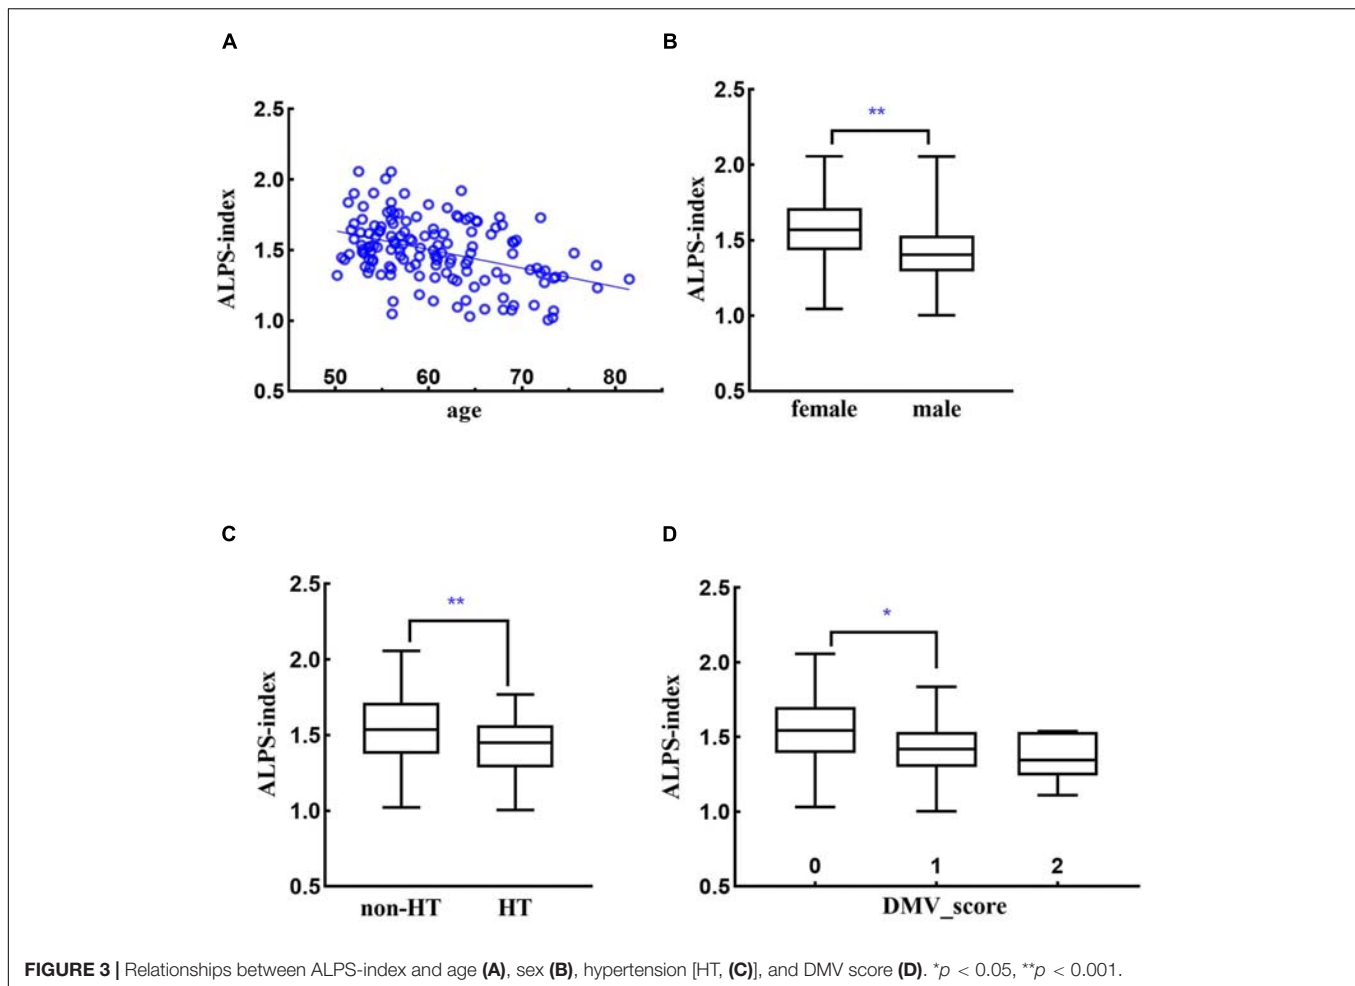 A
2.5
2.0
1.5
1.0
0.5
ALPS-index
50 60 70 80
age
B
**
2.5
2.0
1.5
1.0
0.5
ALPS-index
female male
C
**
2.5
2.0
1.5
1.0
0.5
ALPS-index
non-HT HT
D
*
2.5
2.0
1.5
1.0
0.5
ALPS-index
0 1 2
DMV_score
FIGURE 3 | Relationships between ALPS-index and age (A), sex (B), hypertension [HT, (C)], and DMV score (D). *p < 0.05, **p < 0.001.